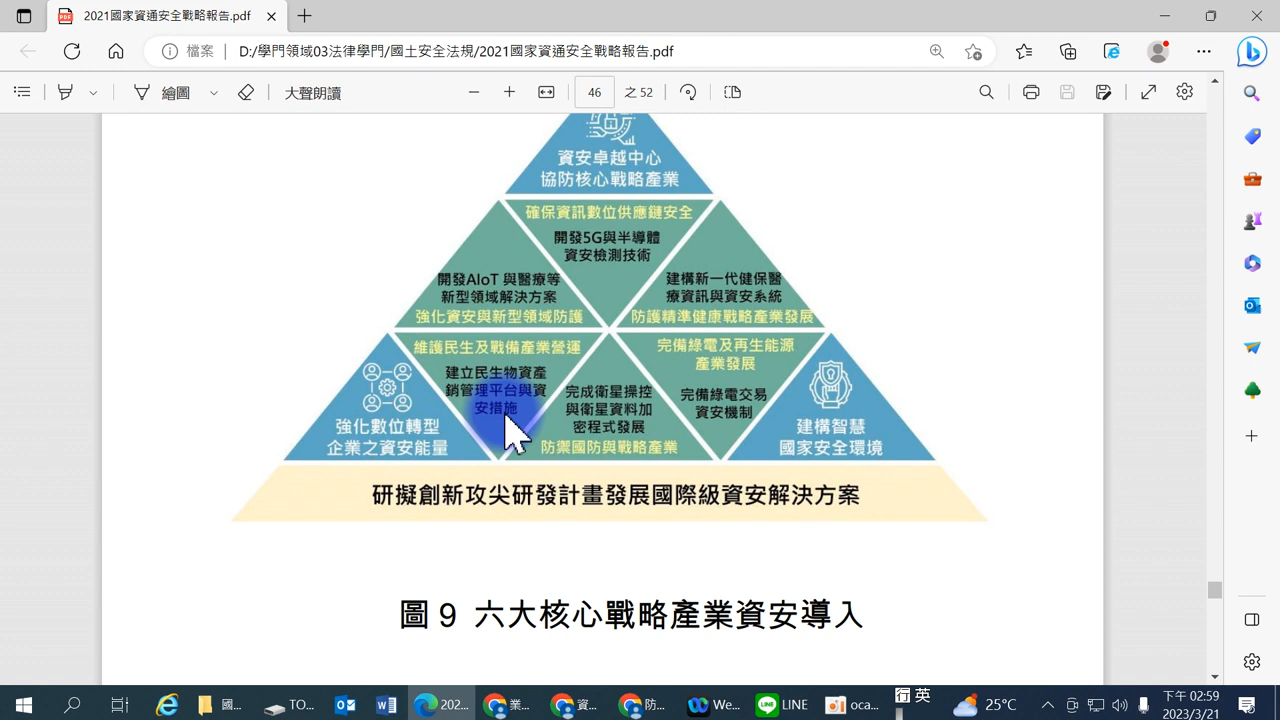 2021國家資通安全戰略報告.pdf
檔案
D:/學門領域03法律學門/國土安全法規/2021國家資通安全戰略報告.pdf
繪圖
大聲朗讀
46
之 52
資安卓越中心
協防核心戰略產業
確保資訊數位供應鏈安全
開發5G與半導體
資安檢測技術
開發AIoT 與醫療等
新型領域解決方案
強化資安與新型領域防護
建構新一代健保醫
療資訊與資安系統
防護精準健康戰略產業發展
維護民生及戰備產業營運
建立民生物資產
銷管理平台與資
安措施
完成衛星操控
與衛星資料加
密程式發展
防禦國防與戰略產業
完備綠電及再生能源
產業發展
完備綠電交易
資安機制
強化數位轉型
企業之資安能量
建構智慧
國家安全環境
研擬創新攻尖研發計畫發展國際級資安解決方案
圖 9 六大核心戰略產業資安導入
國...
TO...
202...
業...
資...
防...
We...
LINE
oca...
英
25°C
下午 02:59
2023/3/21